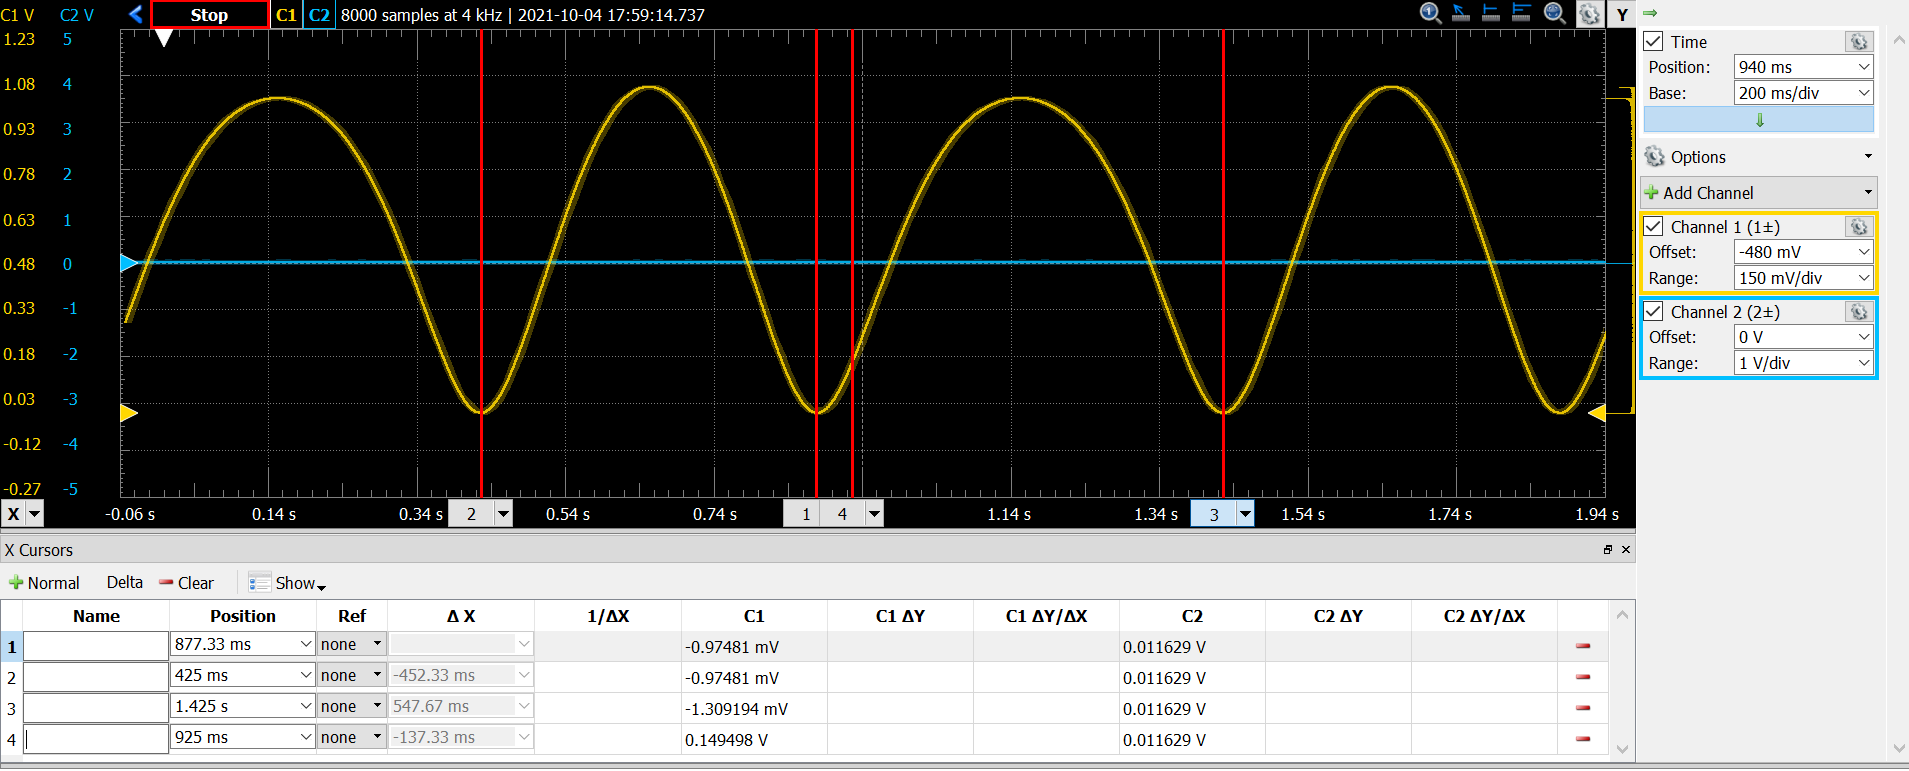 C1 V C2 V Stop C1 C2 8000 samples at 4 kHz | 2021-10-04 17:59:14.737 1 Y
1.23 5
1.08 4
0.93 3
0.78 2
0.63 1
0.48 0
0.33 -1
0.18 -2
0.03 -3
-0.12 -4
-0.27 -5
X -0.06 s 0.14 s 0.34 s 2 0.54 s 0.74 s 1 4 1.14 s 1.34 s 3 1.54 s 1.74 s 1.94 s
Time
Position: 940 ms
Base: 200 ms/div
Options
Add Channel
Channel 1 (1±)
Offset: -480 mV
Range: 150 mV/div
Channel 2 (2±)
Offset: 0 V
Range: 1 V/div
X Cursors
Normal Delta Clear Show
Name Position Ref Δ X 1/ΔX C1 C1 ΔY C1 ΔY/ΔX C2 C2 ΔY C2 ΔY/ΔX
1 877.33 ms none -0.97481 mV 0.011629 V
2 425 ms none -452.33 ms -0.97481 mV 0.011629 V
3 1.425 s none 547.67 ms -1.309194 mV 0.011629 V
4 925 ms none -137.33 ms 0.149498 V 0.011629 V